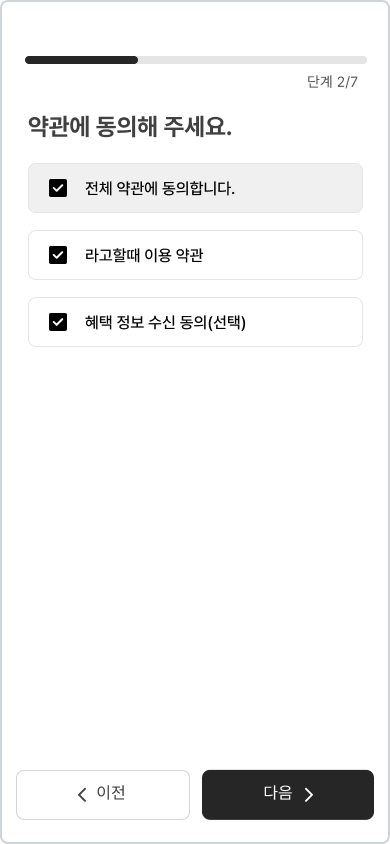 단계 2/7
약관에 동의해 주세요.
전체 약관에 동의합니다.
라고할때 이용 약관
혜택 정보 수신 동의(선택)
이전
다음